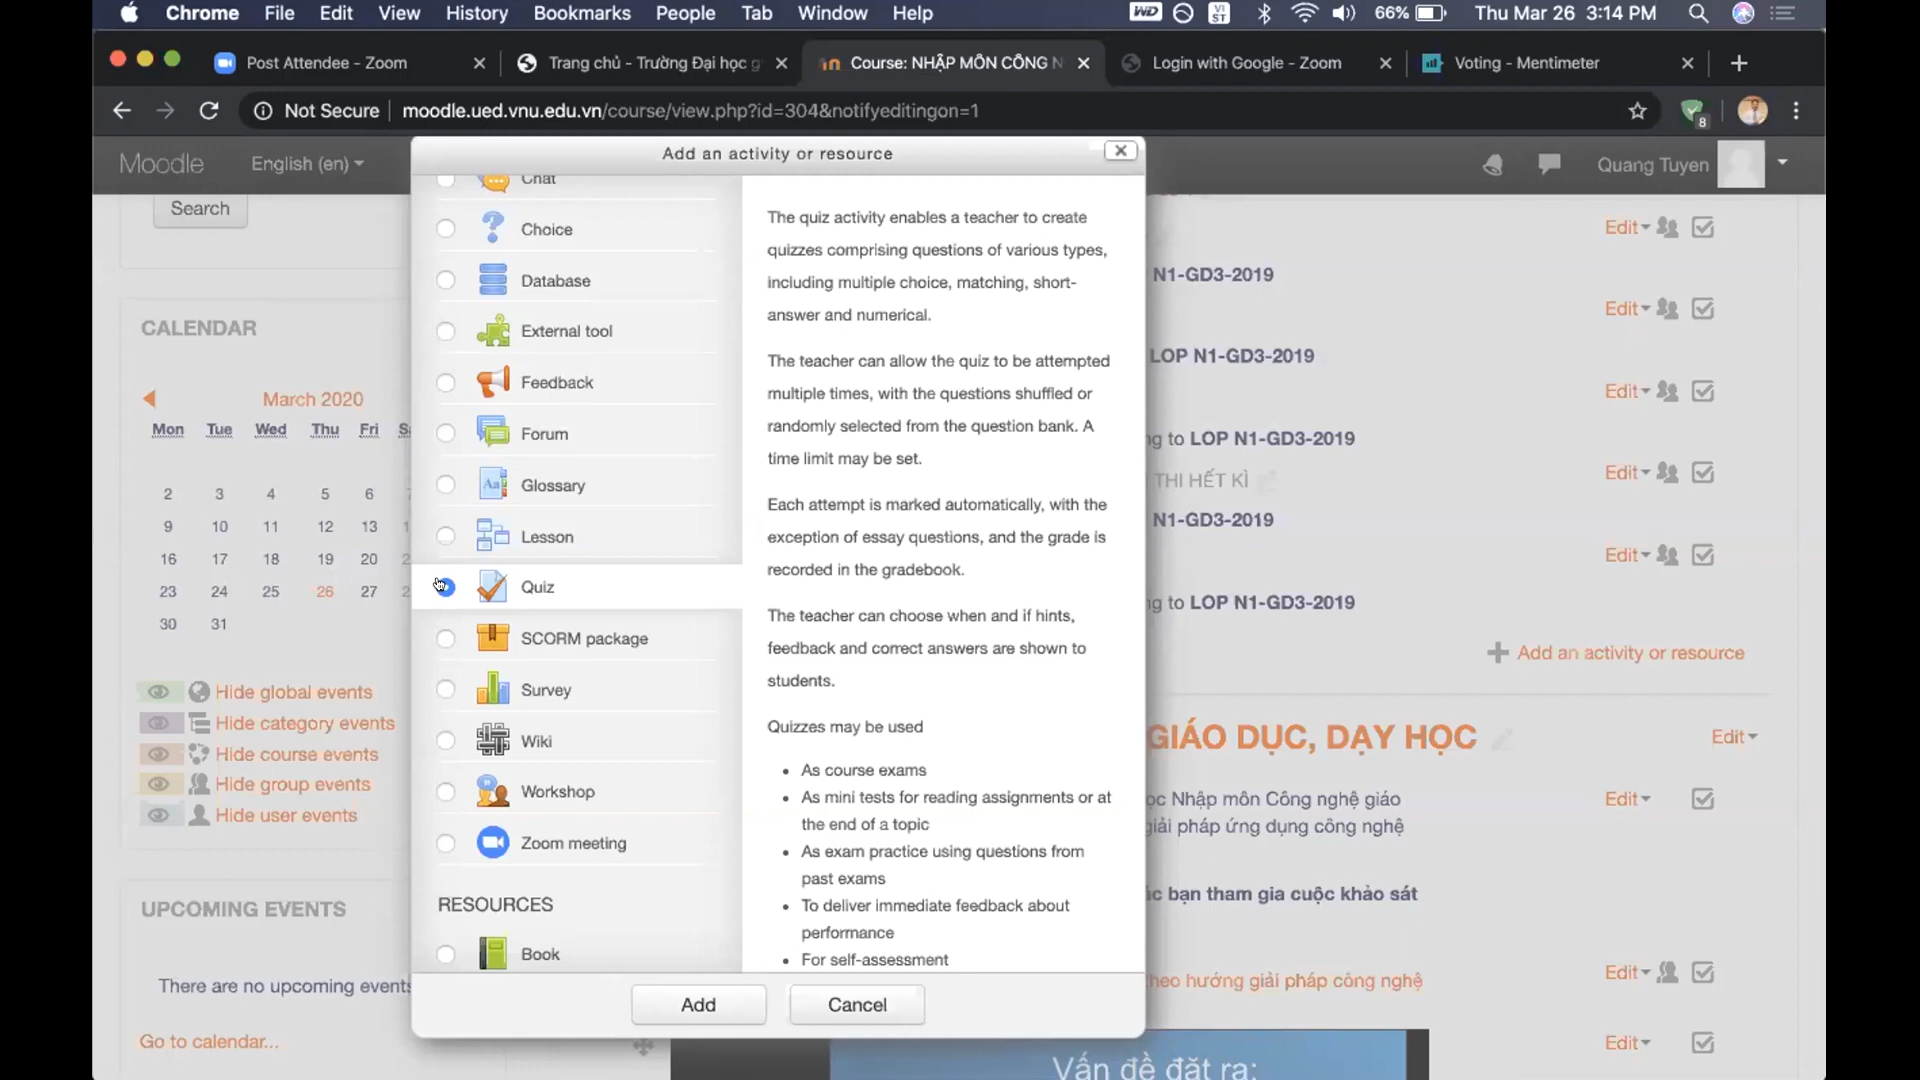 Chrome File Edit View History Bookmarks People Tab Window Help WD VI ST 66% Thu Mar 26 3:14 PM
Post Attendee - Zoom Trang chủ - Trường Đại học g Course: NHẬP MÔN CÔNG N Login with Google - Zoom Voting - Mentimeter
Not Secure moodle.ued.vnu.edu.vn/course/view.php?id=304&notifyeditingon=1 8
Moodle English (en) Quang Tuyen
Search
CALENDAR
March 2020
Mon Tue Wed Thu Fri
2 3 4 5 6
9 10 11 12 13
16 17 18 19 20
23 24 25 26 27
30 31
Hide global events
Hide category events
Hide course events
Hide group events
Hide user events
UPCOMING EVENTS
There are no upcoming events
Go to calendar...
Add an activity or resource
Chat
Choice
Database
External tool
Feedback
Forum
Glossary
Lesson
Quiz
SCORM package
Survey
Wiki
Workshop
Zoom meeting
RESOURCES
Book
The quiz activity enables a teacher to create
quizzes comprising questions of various types,
including multiple choice, matching, short-
answer and numerical.
The teacher can allow the quiz to be attempted
multiple times, with the questions shuffled or
randomly selected from the question bank. A
time limit may be set.
Each attempt is marked automatically, with the
exception of essay questions, and the grade is
recorded in the gradebook.
The teacher can choose when and if hints,
feedback and correct answers are shown to
students.
Quizzes may be used
As course exams
As mini tests for reading assignments or at
the end of a topic
As exam practice using questions from
past exams
To deliver immediate feedback about
performance
For self-assessment
Add Cancel
Edit
N1-GD3-2019
Edit
LOP N1-GD3-2019
Edit
ng to LOP N1-GD3-2019
THI HẾT KÌ Edit
N1-GD3-2019
Edit
ng to LOP N1-GD3-2019
Add an activity or resource
GIÁO DỤC, DẠY HỌC Edit
ọc Nhập môn Công nghệ giáo Edit
giải pháp ứng dụng công nghệ
ác bạn tham gia cuộc khảo sát
Edit
heo hướng giải pháp công nghệ
Edit
Vấn đề đặt ra: